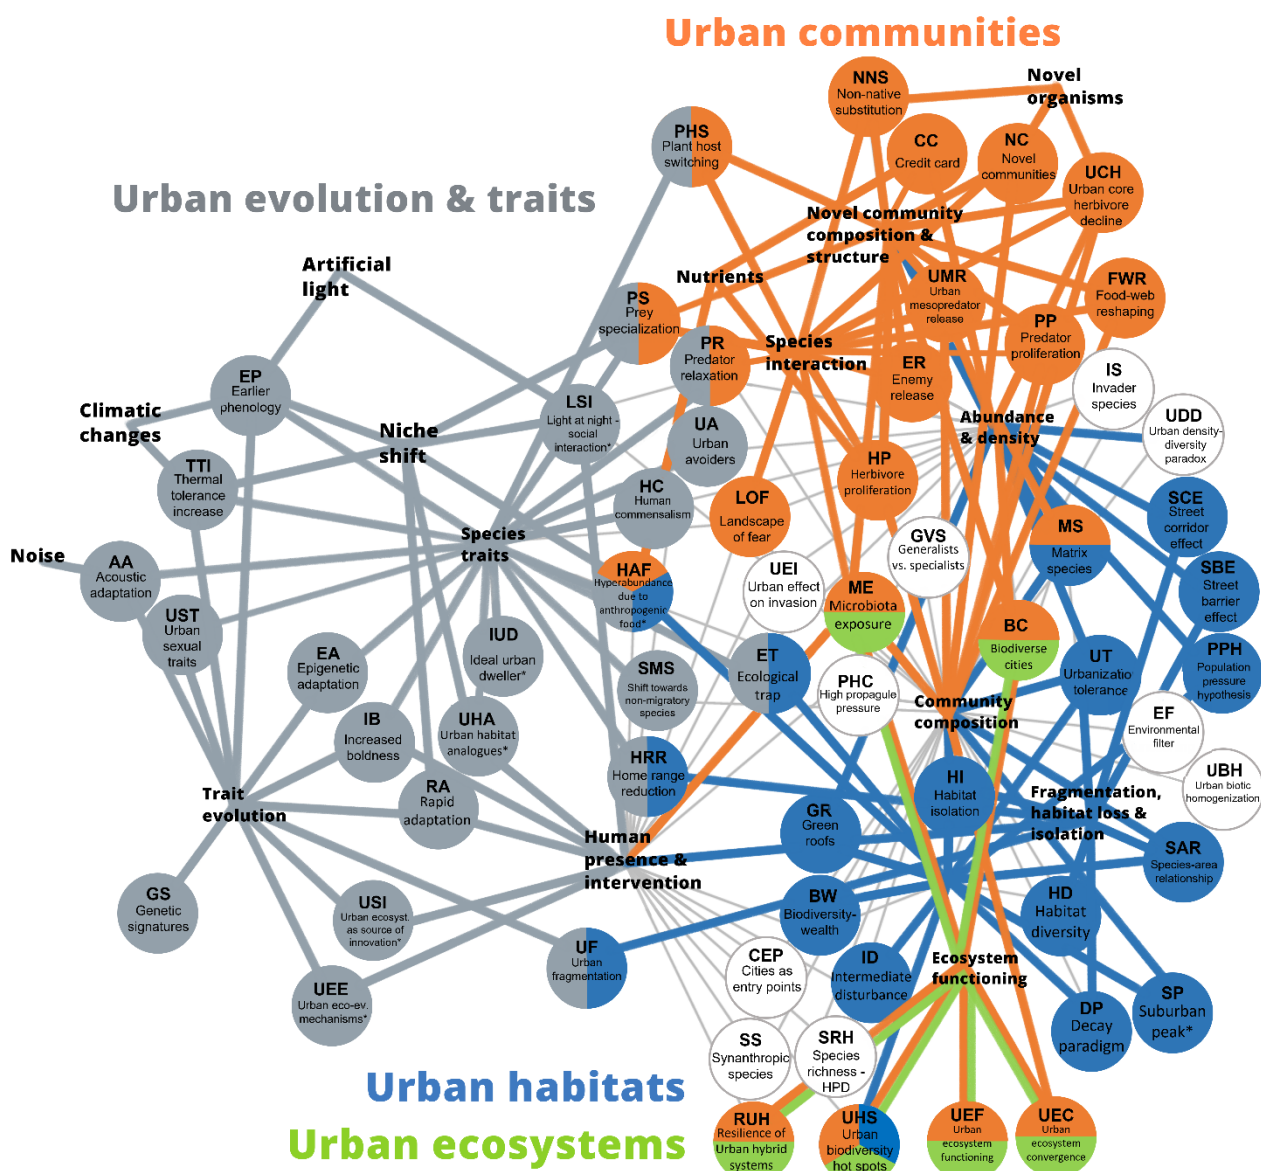 Urban communities
NNS
Non-native
substitution
Novel
organisms
PHS
Plant host
switching
CC
Credit card
NC
Novel
communities
UCH
Urban core
herbivore
decline
Urban evolution & traits
Novel community
composition &
structure
Artificial
light
Nutrients
UMR
Urban
mesopredator
release
FWR
Food-web
reshaping
PS
Prey
specialization
PR
Predator
relaxation
Species
interaction
PP
Predator
proliferation
ER
Enemy
release
IS
Invader
species
EP
Earlier
phenology
Climatic
changes
Niche
shift
LSI
Light at night -
social
interaction*
UA
Urban
avoiders
Abundance
& density
UDD
Urban density-
diversity
paradox
TTI
Thermal
tolerance
increase
HC
Human
commensalism
HP
Herbivore
proliferation
LOF
Landscape
of fear
SCE
Street
corridor
effect
MS
Matrix
species
Noise
Species
traits
GVS
Generalists
vs. specialists
AA
Acoustic
adaptation
HAF
Hyperabundance
due to
anthropogenic
food*
UEI
Urban effect
on invasion
ME
Microbiota
exposure
SBE
Street
barrier
effect
UST
Urban
sexual
traits
IUD
Ideal urban
dweller*
BC
Biodiverse
cities
EA
Epigenetic
adaptation
SMS
Shift towards
non-migratory
species
ET
Ecological
trap
UT
Urbanizatio
tolerance
PPH
Population
pressure
hypothesis
PHC
High propagule
pressure
Community
composition
IB
Increased
boldness
UHA
Urban habitat
analogues*
EF
Environmental
filter
HRR
Home range
reduction
UBH
Urban biotic
homogenization
Trait
evolution
RA
Rapid
adaptation
HI
Habitat
isolation
Fragmentation,
habitat loss &
isolation
GR
Green
roofs
Human
presence &
intervention
SAR
Species-area
relationship
GS
Genetic
signatures
USI
Urban ecosyst.
as source of
innovation*
BW
Biodiversity-
wealth
HD
Habitat
diversity
UF
Urban
fragmentation
CEP
Cities as
entry points
ID
Intermediate
disturbance
Ecosystem
functioning
UEE
Urban eco-ev.
mechanisms*
DP
Decay
paradigm
SP
Suburban
peak*
SS
Synanthropic
species
SRH
Species
richness -
HPD
Urban habitats
Urban ecosystems
RUH
Resilience of
Urban hybrid
systems
UHS
Urban
biodiversity
hot spots
UEF
Urban
ecosystem
functioning
UEC
Urban
ecosystem
convergence